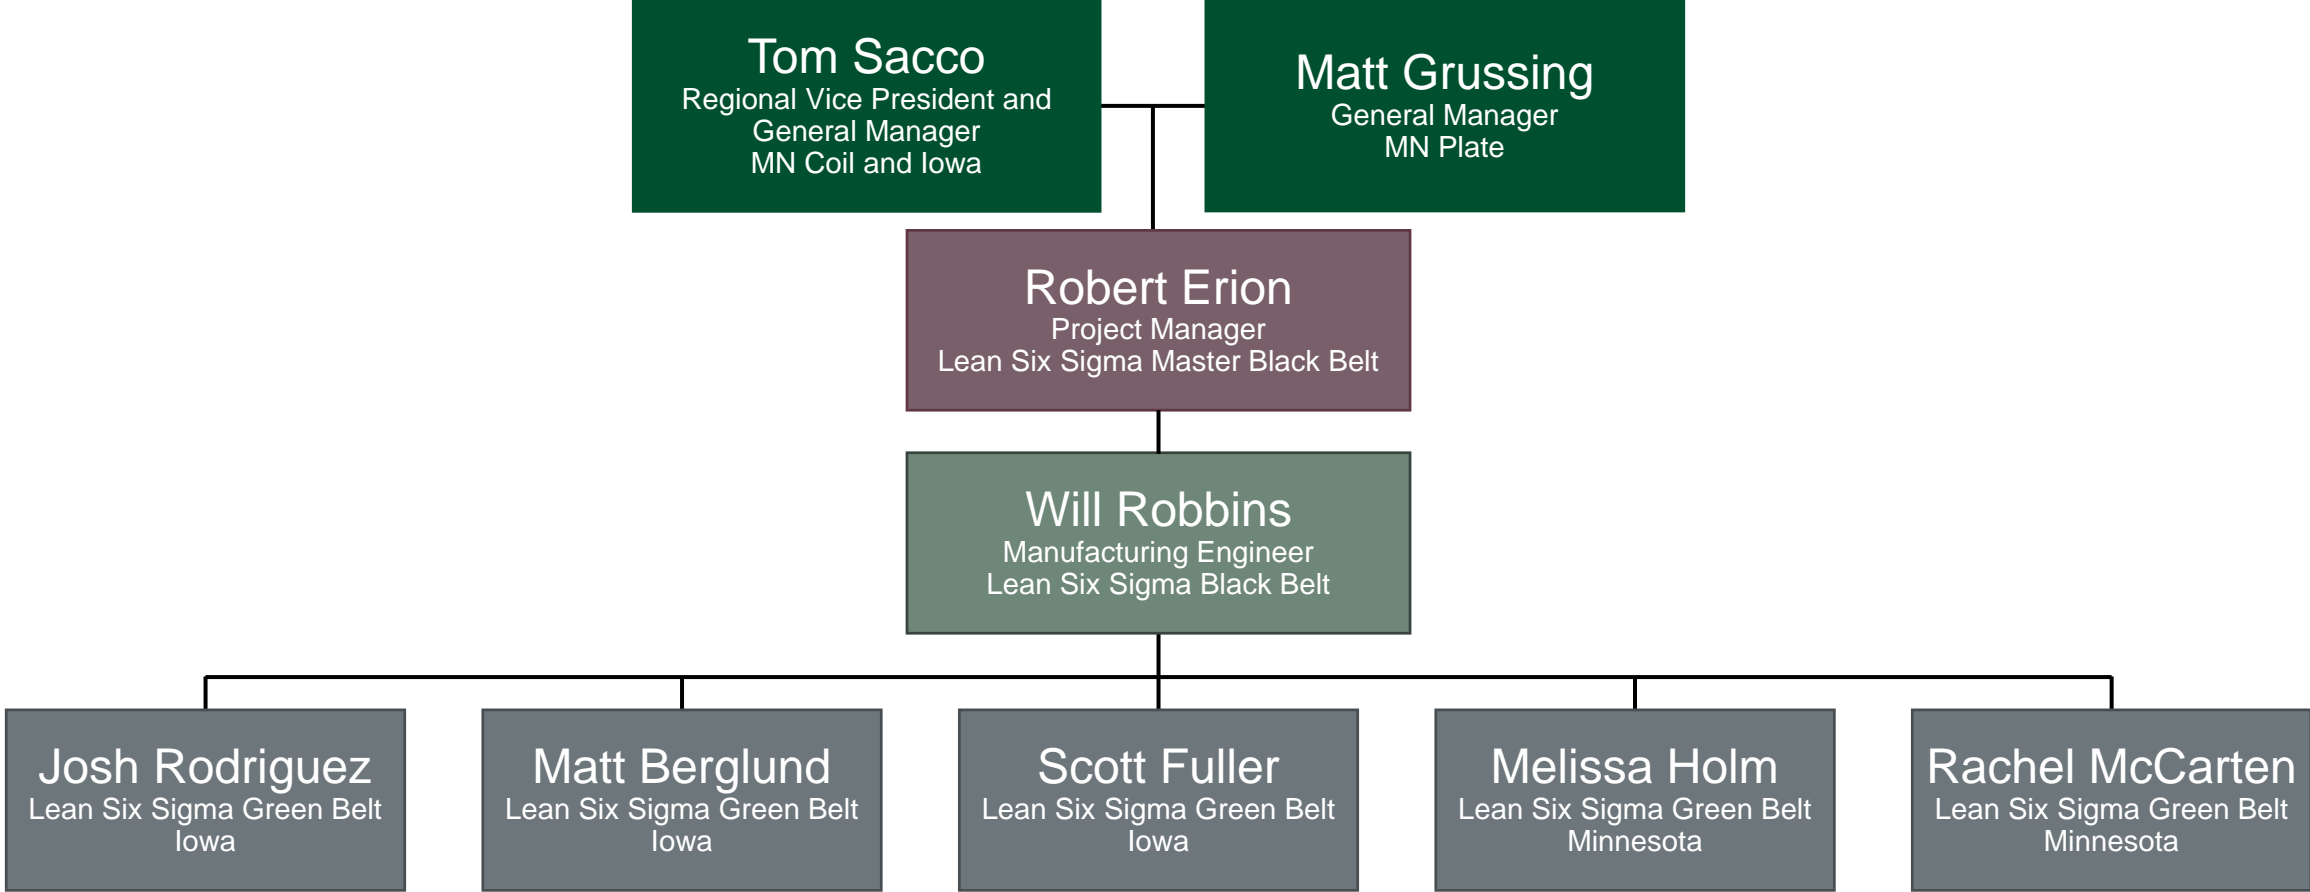 Tom Sacco
Regional Vice President and
General Manager
MN Coil and Iowa
Matt Grussing
General Manager
MN Plate
Robert Erion
Project Manager
Lean Six Sigma Master Black Belt
Will Robbins
Manufacturing Engineer
Lean Six Sigma Black Belt
Josh Rodriguez
Lean Six Sigma Green Belt
Iowa
Matt Berglund
Lean Six Sigma Green Belt
Iowa
Scott Fuller
Lean Six Sigma Green Belt
Iowa
Melissa Holm
Lean Six Sigma Green Belt
Minnesota
Rachel McCarten
Lean Six Sigma Green Belt
Minnesota